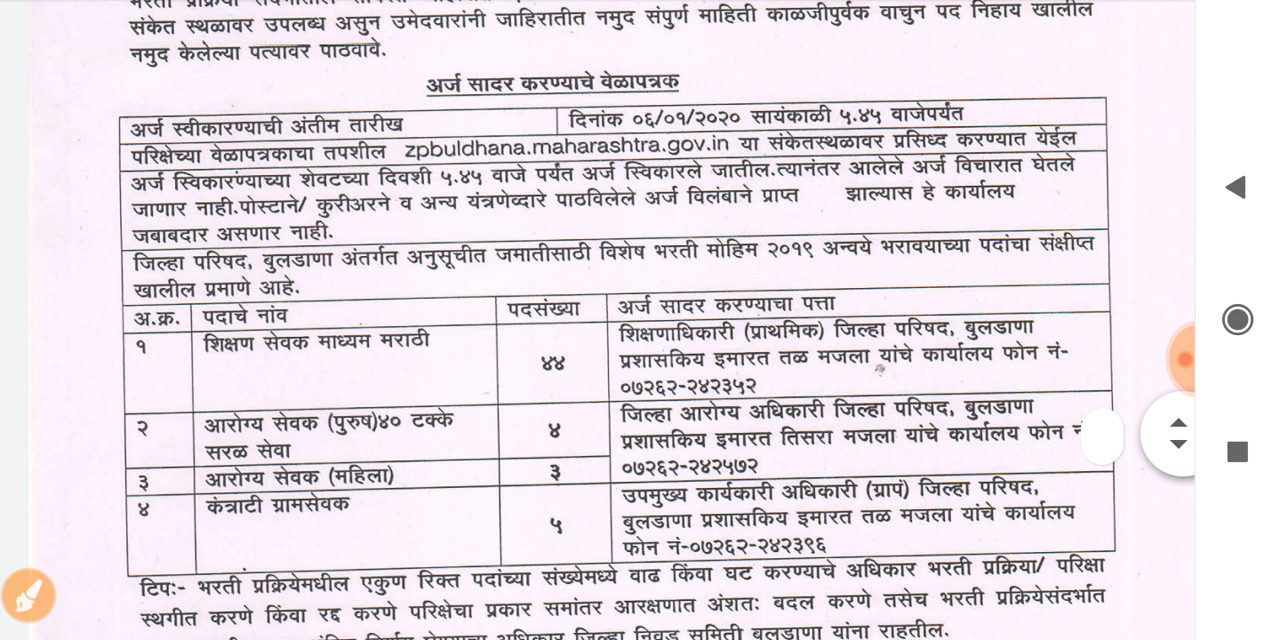 संकेत स्थळावर उपलब्ध असुन उमेदवारांनी जाहिरातीत नमुद संपुर्ण माहिती काळजीपुर्वक वाचुन पद निहाय खालील
नमुद केलेल्या पत्यावर पाठवावे.
अर्ज सादर करण्याचे वेळापत्रक
अर्ज स्वीकारण्याची अंतीम तारीख
दिनांक ०६/०१/२०२० सायंकाळी ५.४५ वाजेपर्यंत
परिक्षेच्या वेळापत्रकाचा तपशील zpbuldhana.maharashtra.gov.in या संकेतस्थळावर प्रसिध्द करण्यात येईल
अर्ज स्विकारण्याच्या शेवटच्या दिवशी ५.४५ वाजे पर्यंत अर्ज स्विकारले जातील.त्यानंतर आलेले अर्ज विचारात घेतले
जाणार नाही.पोस्टाने/ कुरीअरने व अन्य यंत्रणेव्दारे पाठविलेले अर्ज विलंबाने प्राप्त झाल्यास हे कार्यालय
जबाबदार असणार नाही.
जिल्हा परिषद, बुलडाणा अंतर्गत अनुसूचीत जमातीसाठी विशेष भरती मोहिम २०१९ अन्वये भरावयाच्या पदांचा संक्षीप्त
खालील प्रमाणे आहे.
अ.क्र. पदाचे नांव पदसंख्या अर्ज सादर करण्याचा पत्ता
१ शिक्षण सेवक माध्यम मराठी ४४ शिक्षणाधिकारी (प्राथमिक) जिल्हा परिषद, बुलडाणा
प्रशासकिय इमारत तळ मजला यांचे कार्यालय फोन नं-
०७२६२-२४२३५२
२ आरोग्य सेवक (पुरुष)४० टक्के
सरळ सेवा
४
जिल्हा आरोग्य अधिकारी जिल्हा परिषद, बुलडाणा
प्रशासकिय इमारत तिसरा मजला यांचे कार्यालय फोन
०७२६२-२४२५७२
३ आरोग्य सेवक (महिला) ३
४ कंत्राटी ग्रामसेवक ५ उपमुख्य कार्यकारी अधिकारी (ग्रापं) जिल्हा परिषद,
बुलडाणा प्रशासकिय इमारत तळ मजला यांचे कार्यालय
फोन नं-०७२६२-२४२३९६
टिपः- भरती प्रक्रियेमधील एकुण रिक्त पदांच्या संख्येमध्ये वाढ किंवा घट करण्याचे अधिकार भरती प्रक्रिया/ परिक्षा
स्थगीत करणे किंवा रद्द करणे परिक्षेचा प्रकार समांतर आरक्षणात अंशतः बदल करणे तसेच भरती प्रक्रियेसंदर्भात
अधिकार जिल्हा निवड समिती बुलडाणा यांना राहतील.